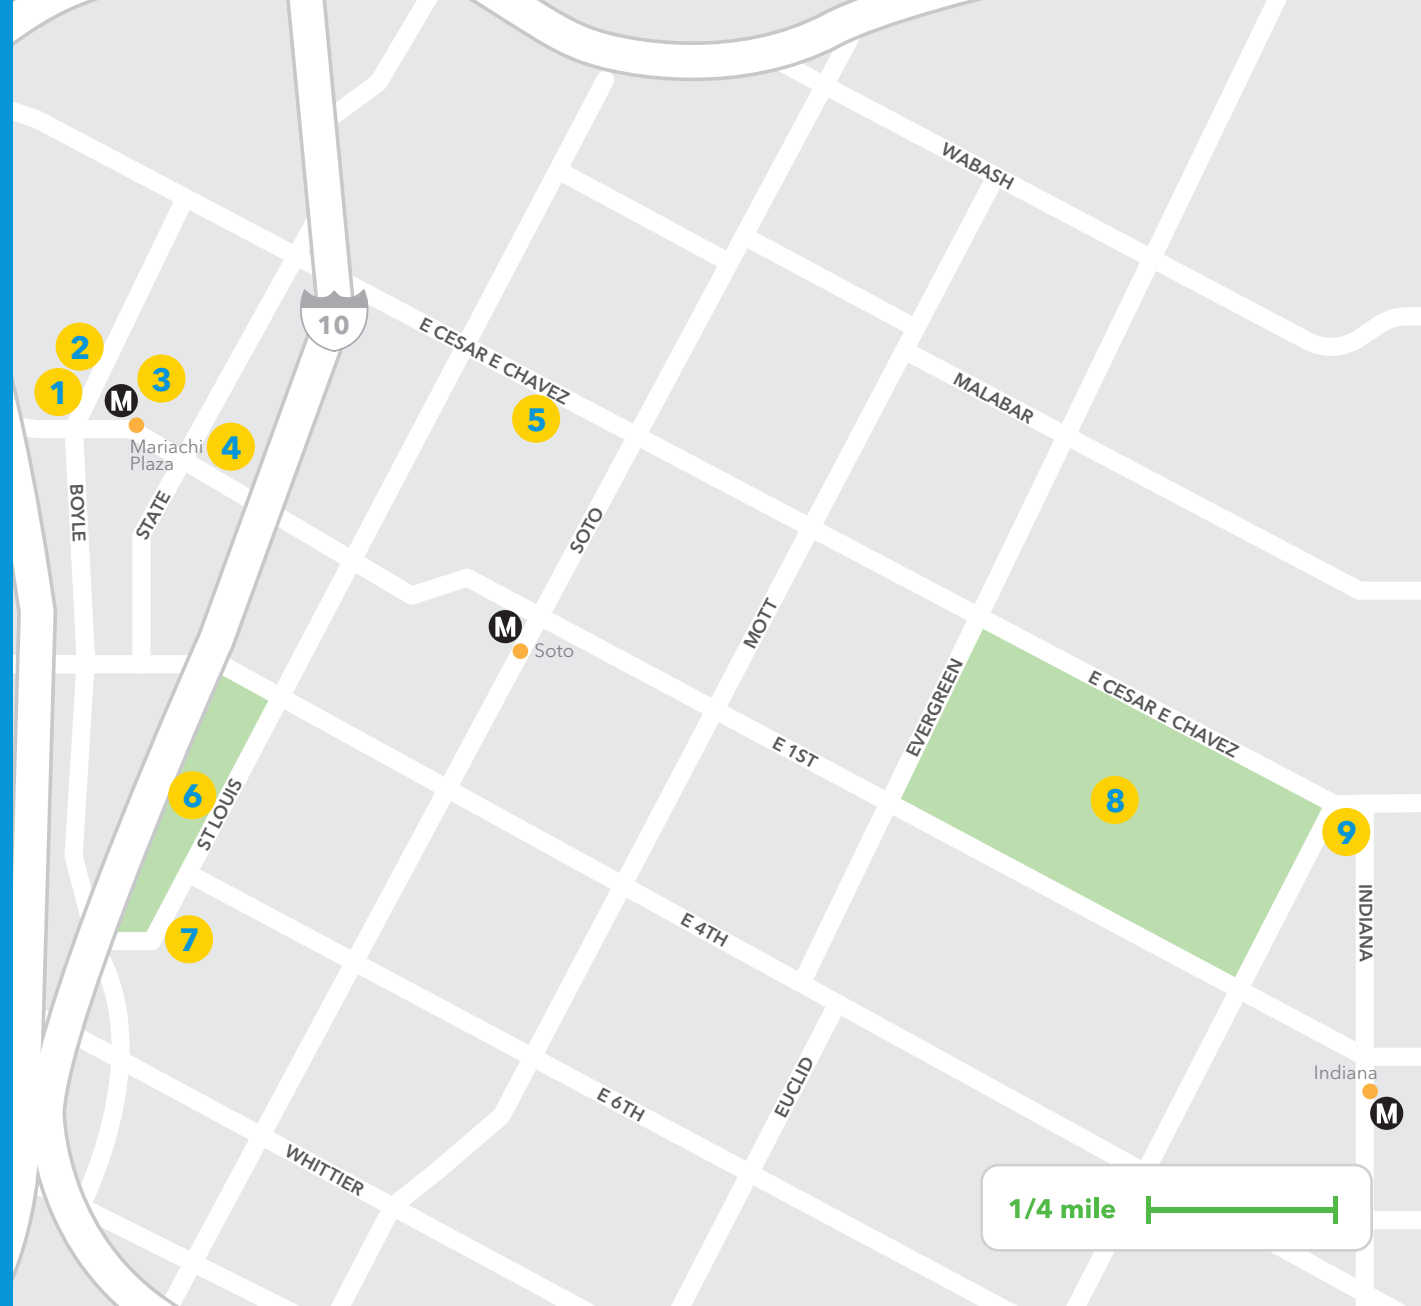 WABASH
10
E CESAR E CHAVEZ
2
1
M
3
MALABAR
5
Mariachi
Plaza
4
BOYLE
STATE
SOTO
M
Soto
MOTT
E CESAR E CHAVEZ
EVERGREEN
E 1ST
6
ST LOUIS
8
9
INDIANA
7
E 4TH
Indiana
M
EUCLID
E 6TH
WHITTIER
1/4 mile